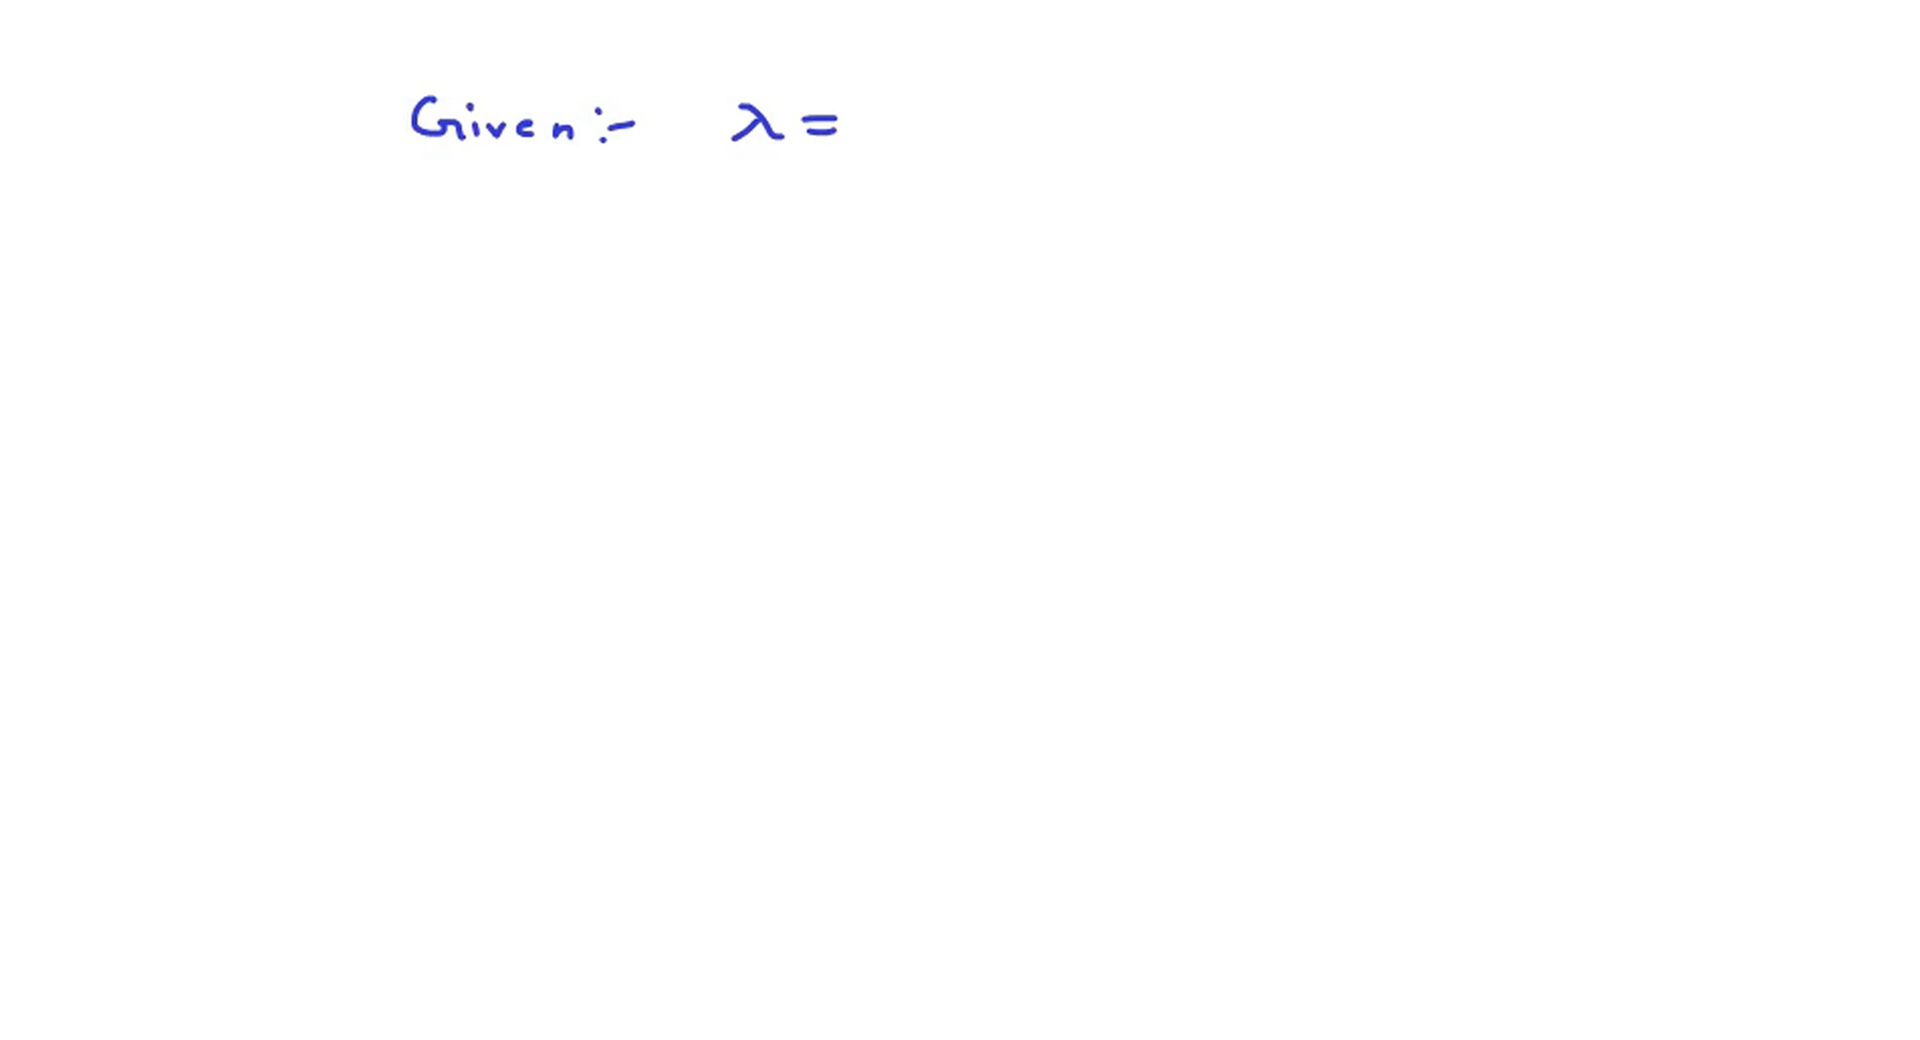 Given :- λ =